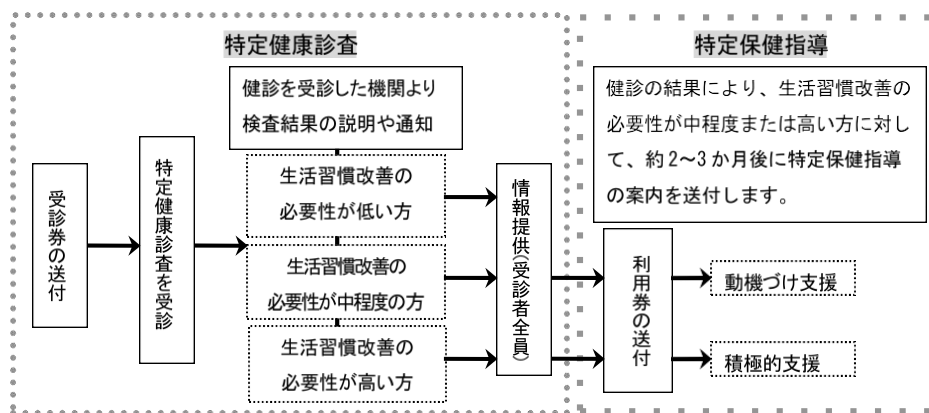 特定健康診査
健診を受診した機関より
検査結果の説明や通知
受診券の送付
特定健康診査を受診
生活習慣改善の
必要性が低い方
生活習慣改善の
必要性が中程度の方
生活習慣改善の
必要性が高い方
情報提供(受診者全員)
特定保健指導
健診の結果により、生活習慣改善の
必要性が中程度または高い方に対し
て、約2～3か月後に特定保健指導
の案内を送付します。
利用券の送付
動機づけ支援
積極的支援